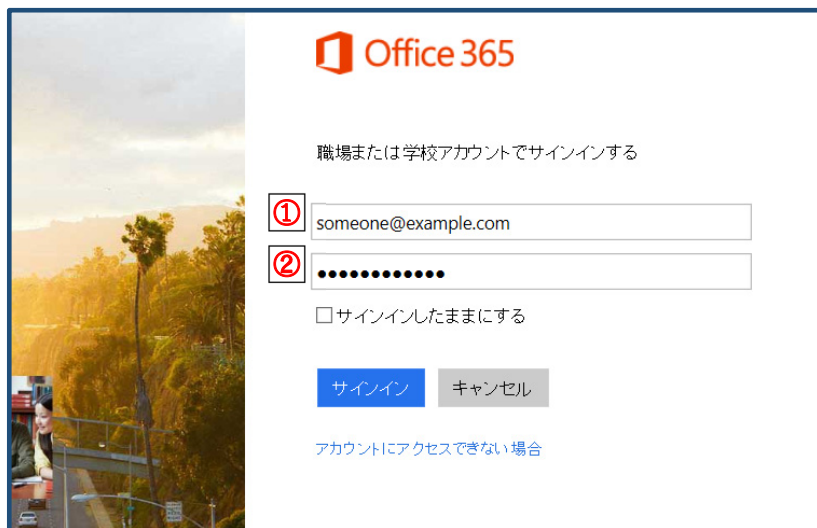 Office 365
職場または学校アカウントでサインインする
① someone@example.com
② ●●●●●●●●●●●●
サインインしたままにする
サインイン キャンセル
アカウントにアクセスできない場合